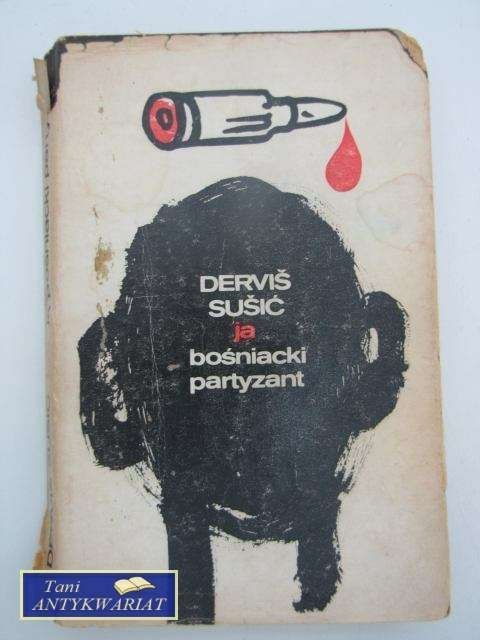 DERVIŠ
SUŠIĆ
ja
bośniacki
partyzant
Tani
ANTYKWARIAT